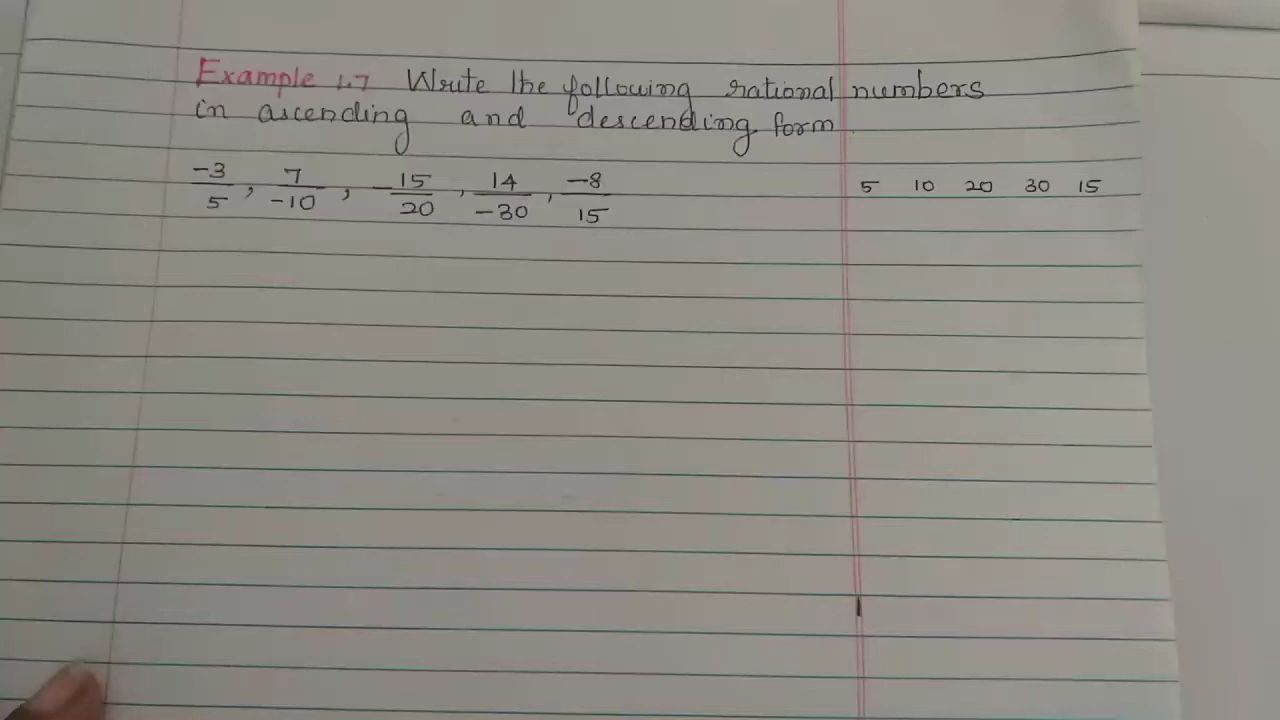 Example 1.7 Write the following rational numbers
in ascending and descending form
-3/5, 7/-10, -15/20, 14/-30, -8/15 5 10 20 30 15